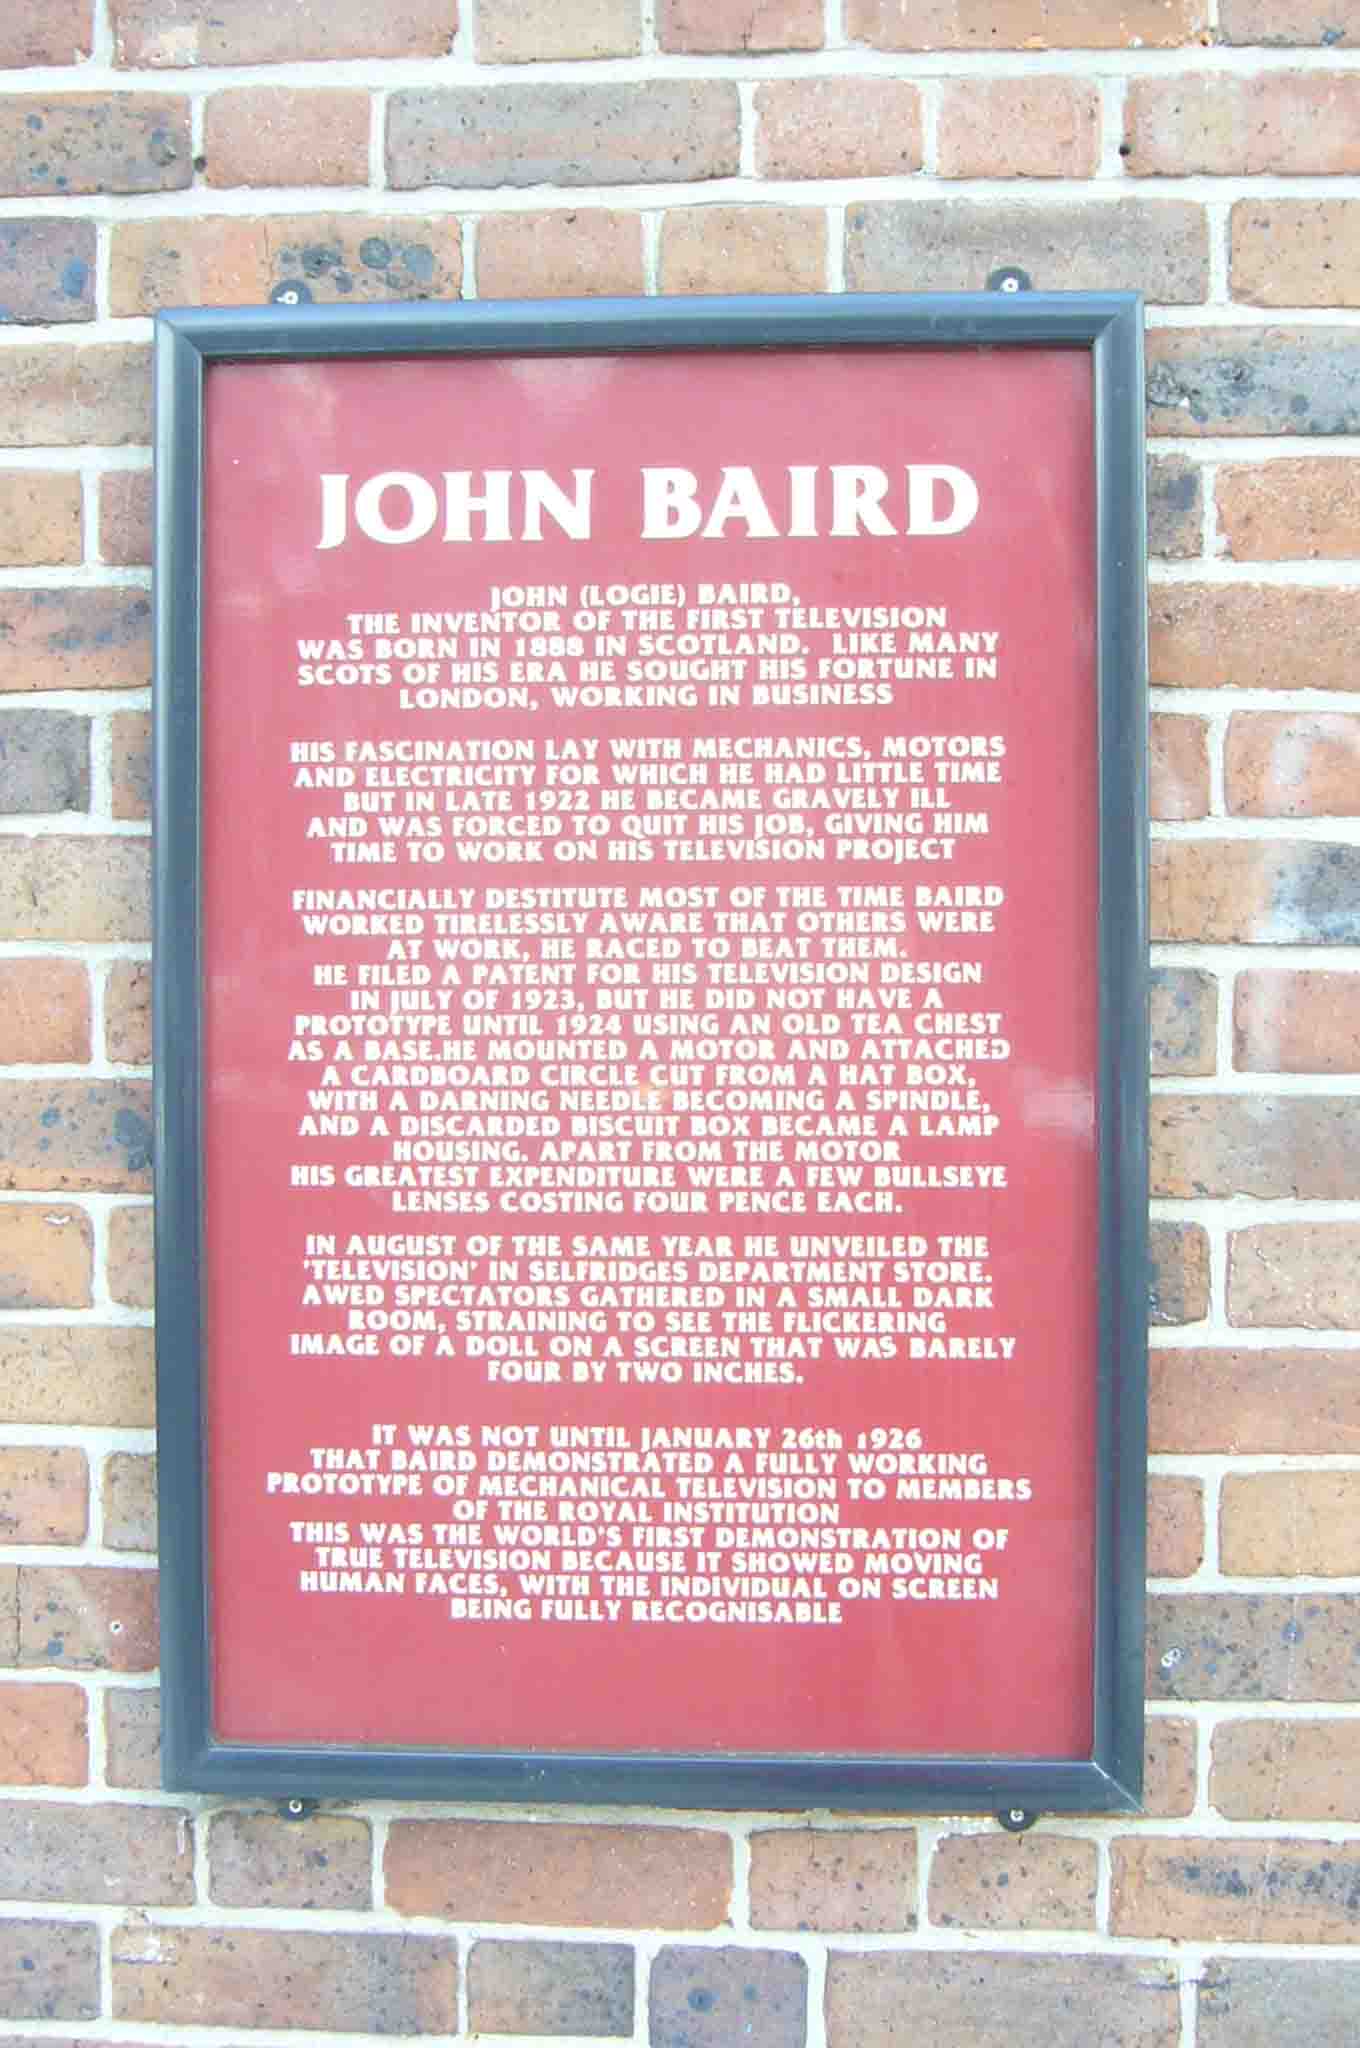 JOHN BAIRD
JOHN (LOGIE) BAIRD,
THE INVENTOR OF THE FIRST TELEVISION
WAS BORN IN 1888 IN SCOTLAND. LIKE MANY
SCOTS OF HIS ERA HE SOUGHT HIS FORTUNE IN
LONDON, WORKING IN BUSINESS
HIS FASCINATION LAY WITH MECHANICS, MOTORS
AND ELECTRICITY FOR WHICH HE HAD LITTLE TIME
BUT IN LATE 1922 HE BECAME GRAVELY ILL
AND WAS FORCED TO QUIT HIS JOB, GIVING HIM
TIME TO WORK ON HIS TELEVISION PROJECT
FINANCIALLY DESTITUTE MOST OF THE TIME BAIRD
WORKED TIRELESSLY AWARE THAT OTHERS WERE
AT WORK, HE RACED TO BEAT THEM.
HE FILED A PATENT FOR HIS TELEVISION DESIGN
IN JULY OF 1923, BUT HE DID NOT HAVE A
PROTOTYPE UNTIL 1924 USING AN OLD TEA CHEST
AS A BASE.HE MOUNTED A MOTOR AND ATTACHED
A CARDBOARD CIRCLE CUT FROM A HAT BOX,
WITH A DARNING NEEDLE BECOMING A SPINDLE,
AND A DISCARDED BISCUIT BOX BECAME A LAMP
HOUSING. APART FROM THE MOTOR
HIS GREATEST EXPENDITURE WERE A FEW BULLSEYE
LENSES COSTING FOUR PENCE EACH.
IN AUGUST OF THE SAME YEAR HE UNVEILED THE
'TELEVISION' IN SELFRIDGES DEPARTMENT STORE.
AWED SPECTATORS GATHERED IN A SMALL DARK
ROOM, STRAINING TO SEE THE FLICKERING
IMAGE OF A DOLL ON A SCREEN THAT WAS BARELY
FOUR BY TWO INCHES.
IT WAS NOT UNTIL JANUARY 26th 1926
THAT BAIRD DEMONSTRATED A FULLY WORKING
PROTOTYPE OF MECHANICAL TELEVISION TO MEMBERS
OF THE ROYAL INSTITUTION
THIS WAS THE WORLD'S FIRST DEMONSTRATION OF
TRUE TELEVISION BECAUSE IT SHOWED MOVING
HUMAN FACES, WITH THE INDIVIDUAL ON SCREEN
BEING FULLY RECOGNISABLE